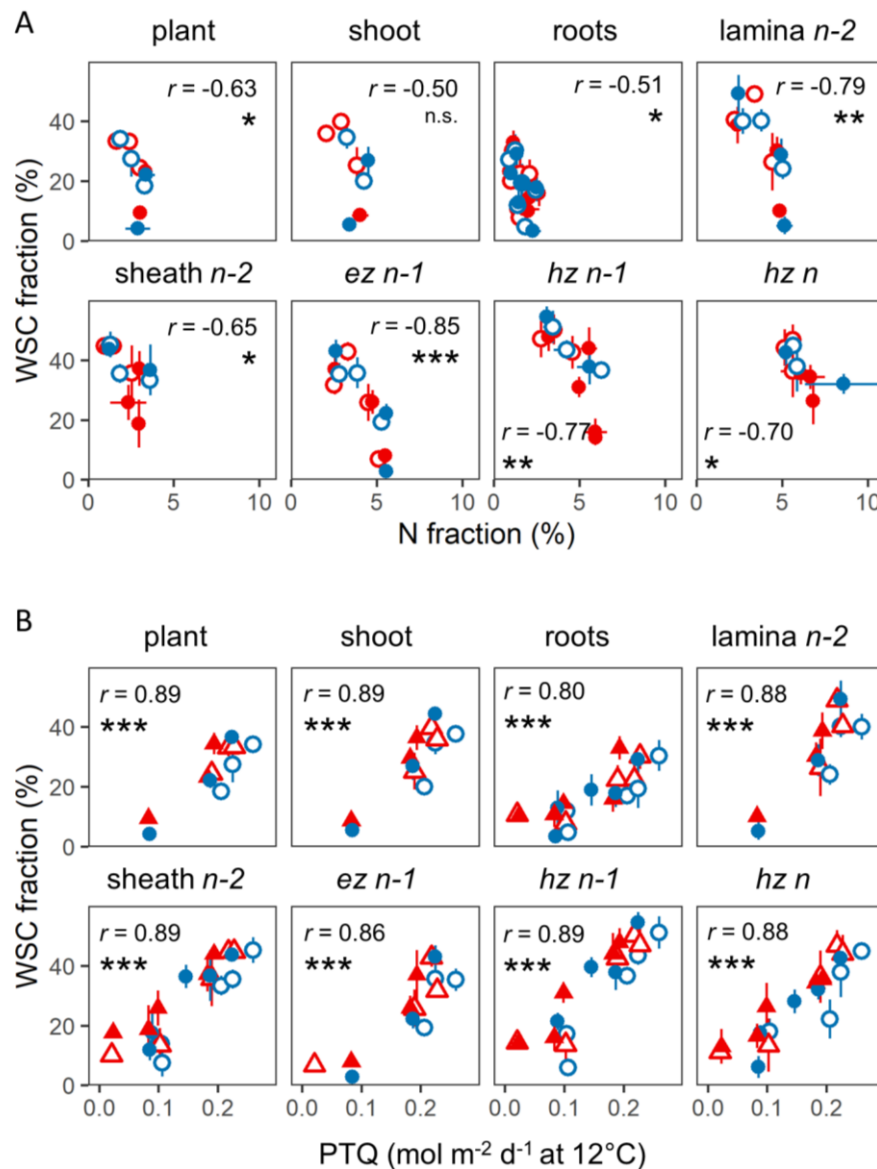 A
plant shoot roots lamina n-2
r = -0.63
*
r = -0.50
n.s.
r = -0.51
*
r = -0.79
**
40
20
0
sheath n-2 ez n-1 hz n-1 hz n
r = -0.65
*
r = -0.85
***
r = -0.77
**
r = -0.70
*
40
20
0
0 5 10 0 5 10 0 5 10 0 5 10
WSC fraction (%)
N fraction (%)
B
plant shoot roots lamina n-2
r = 0.89
***
r = 0.89
***
r = 0.80
***
r = 0.88
***
40
20
0
sheath n-2 ez n-1 hz n-1 hz n
r = 0.89
***
r = 0.86
***
r = 0.89
***
r = 0.88
***
40
20
0
0.0 0.1 0.2 0.0 0.1 0.2 0.0 0.1 0.2 0.0 0.1 0.2
WSC fraction (%)
PTQ (mol m⁻² d⁻¹ at 12°C)